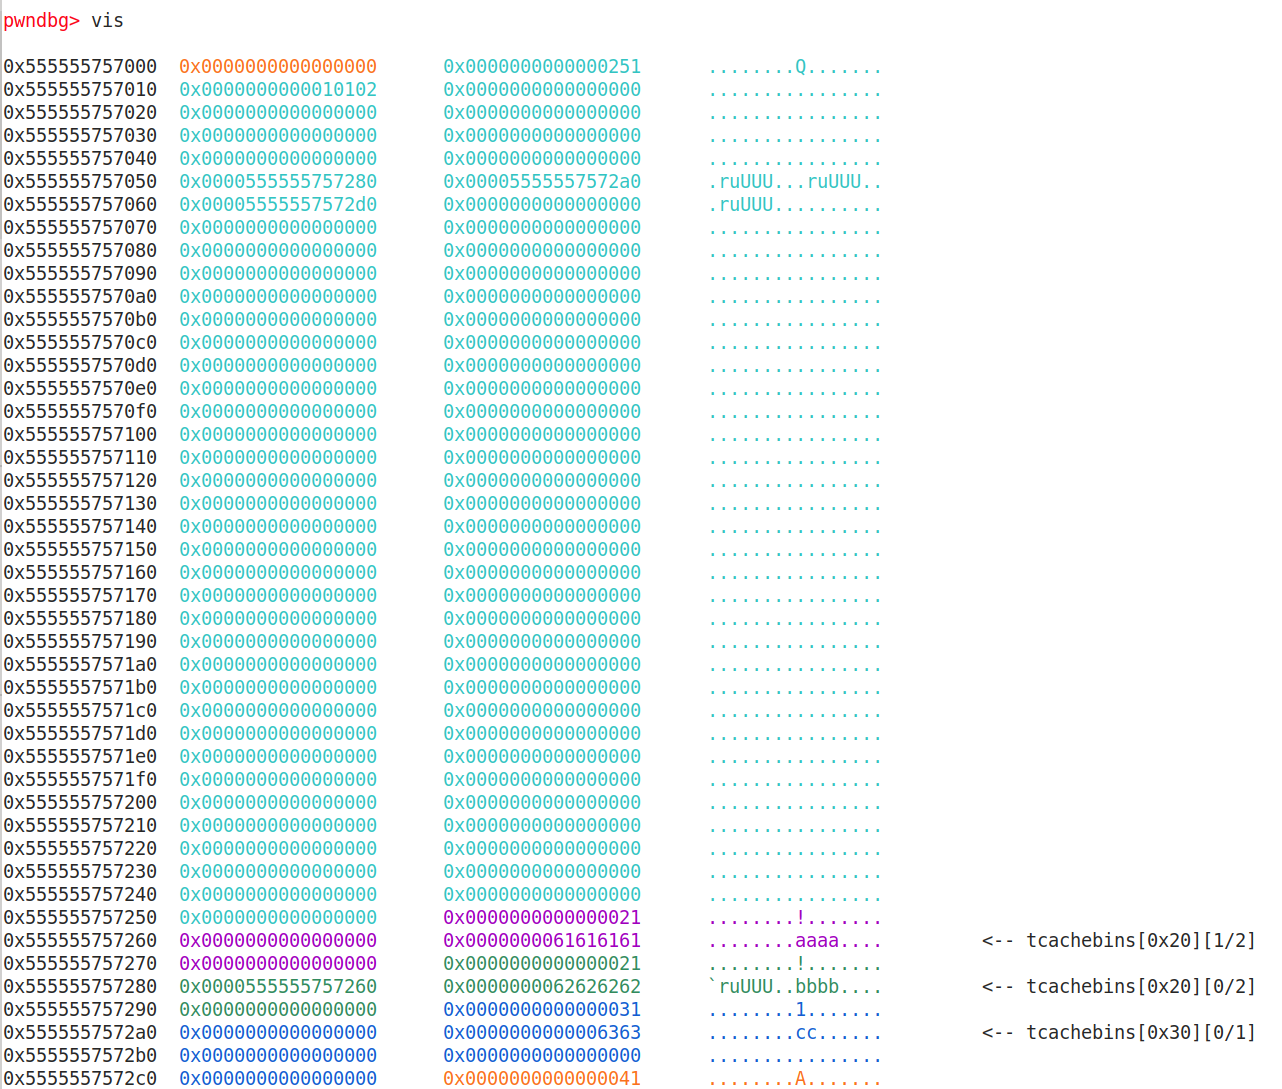 pwndbg> vis
0x555555757000 0x0000000000000000 0x0000000000000251 ........Q.......
0x555555757010 0x0000000000010102 0x0000000000000000 ................
0x555555757020 0x0000000000000000 0x0000000000000000 ................
0x555555757030 0x0000000000000000 0x0000000000000000 ................
0x555555757040 0x0000000000000000 0x0000000000000000 ................
0x555555757050 0x0000555555757280 0x00005555557572a0 .ruUUU...ruUUU..
0x555555757060 0x00005555557572d0 0x0000000000000000 .ruUUU..........
0x555555757070 0x0000000000000000 0x0000000000000000 ................
0x555555757080 0x0000000000000000 0x0000000000000000 ................
0x555555757090 0x0000000000000000 0x0000000000000000 ................
0x5555557570a0 0x0000000000000000 0x0000000000000000 ................
0x5555557570b0 0x0000000000000000 0x0000000000000000 ................
0x5555557570c0 0x0000000000000000 0x0000000000000000 ................
0x5555557570d0 0x0000000000000000 0x0000000000000000 ................
0x5555557570e0 0x0000000000000000 0x0000000000000000 ................
0x5555557570f0 0x0000000000000000 0x0000000000000000 ................
0x555555757100 0x0000000000000000 0x0000000000000000 ................
0x555555757110 0x0000000000000000 0x0000000000000000 ................
0x555555757120 0x0000000000000000 0x0000000000000000 ................
0x555555757130 0x0000000000000000 0x0000000000000000 ................
0x555555757140 0x0000000000000000 0x0000000000000000 ................
0x555555757150 0x0000000000000000 0x0000000000000000 ................
0x555555757160 0x0000000000000000 0x0000000000000000 ................
0x555555757170 0x0000000000000000 0x0000000000000000 ................
0x555555757180 0x0000000000000000 0x0000000000000000 ................
0x555555757190 0x0000000000000000 0x0000000000000000 ................
0x5555557571a0 0x0000000000000000 0x0000000000000000 ................
0x5555557571b0 0x0000000000000000 0x0000000000000000 ................
0x5555557571c0 0x0000000000000000 0x0000000000000000 ................
0x5555557571d0 0x0000000000000000 0x0000000000000000 ................
0x5555557571e0 0x0000000000000000 0x0000000000000000 ................
0x5555557571f0 0x0000000000000000 0x0000000000000000 ................
0x555555757200 0x0000000000000000 0x0000000000000000 ................
0x555555757210 0x0000000000000000 0x0000000000000000 ................
0x555555757220 0x0000000000000000 0x0000000000000000 ................
0x555555757230 0x0000000000000000 0x0000000000000000 ................
0x555555757240 0x0000000000000000 0x0000000000000000 ................
0x555555757250 0x0000000000000000 0x0000000000000021 ........!.......
0x555555757260 0x0000000000000000 0x0000000061616161 ........aaaa.... <-- tcachebins[0x20][1/2]
0x555555757270 0x0000000000000000 0x0000000000000021 ........!.......
0x555555757280 0x0000555555757260 0x0000000062626262 `ruUUU..bbbb.... <-- tcachebins[0x20][0/2]
0x555555757290 0x0000000000000000 0x0000000000000031 ........1.......
0x5555557572a0 0x0000000000000000 0x0000000000006363 ........cc...... <-- tcachebins[0x30][0/1]
0x5555557572b0 0x0000000000000000 0x0000000000000000 ................
0x5555557572c0 0x0000000000000000 0x0000000000000041 ........A.......